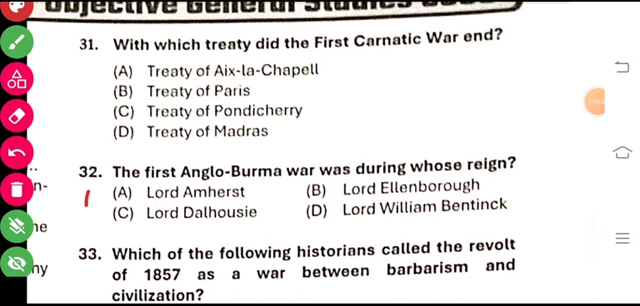 Objective General Studies
31. With which treaty did the First Carnatic War end?
(A) Treaty of Aix-la-Chapell
(B) Treaty of Paris
(C) Treaty of Pondicherry
(D) Treaty of Madras
n-
32. The first Anglo-Burma war was during whose reign?
(A) Lord Amherst (B) Lord Ellenborough
(C) Lord Dalhousie (D) Lord William Bentinck
he
33. Which of the following historians called the revolt
ny of 1857 as a war between barbarism and
civilization?